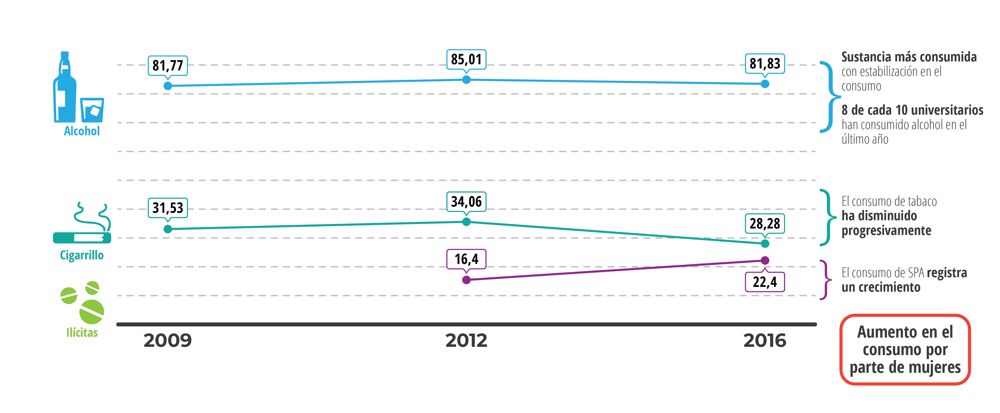 81,77
85,01
81,83
Alcohol
Sustancia más consumida
con estabilización en el
consumo
8 de cada 10 universitarios
han consumido alcohol en el
último año
31,53
34,06
28,28
Cigarrillo
El consumo de tabaco
ha disminuido
progresivamente
16,4
22,4
Ilícitas
El consumo de SPA registra
un crecimiento
2009
2012
2016
Aumento en el
consumo por
parte de mujeres